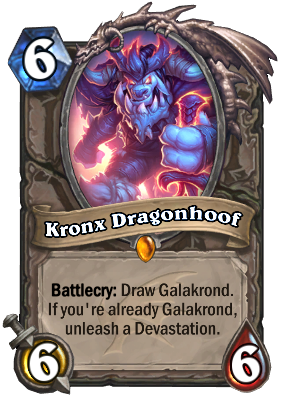 6
Kronx Dragonhoof
Battlecry: Draw Galakrond.
If you're already Galakrond,
unleash a Devastation.
6
6